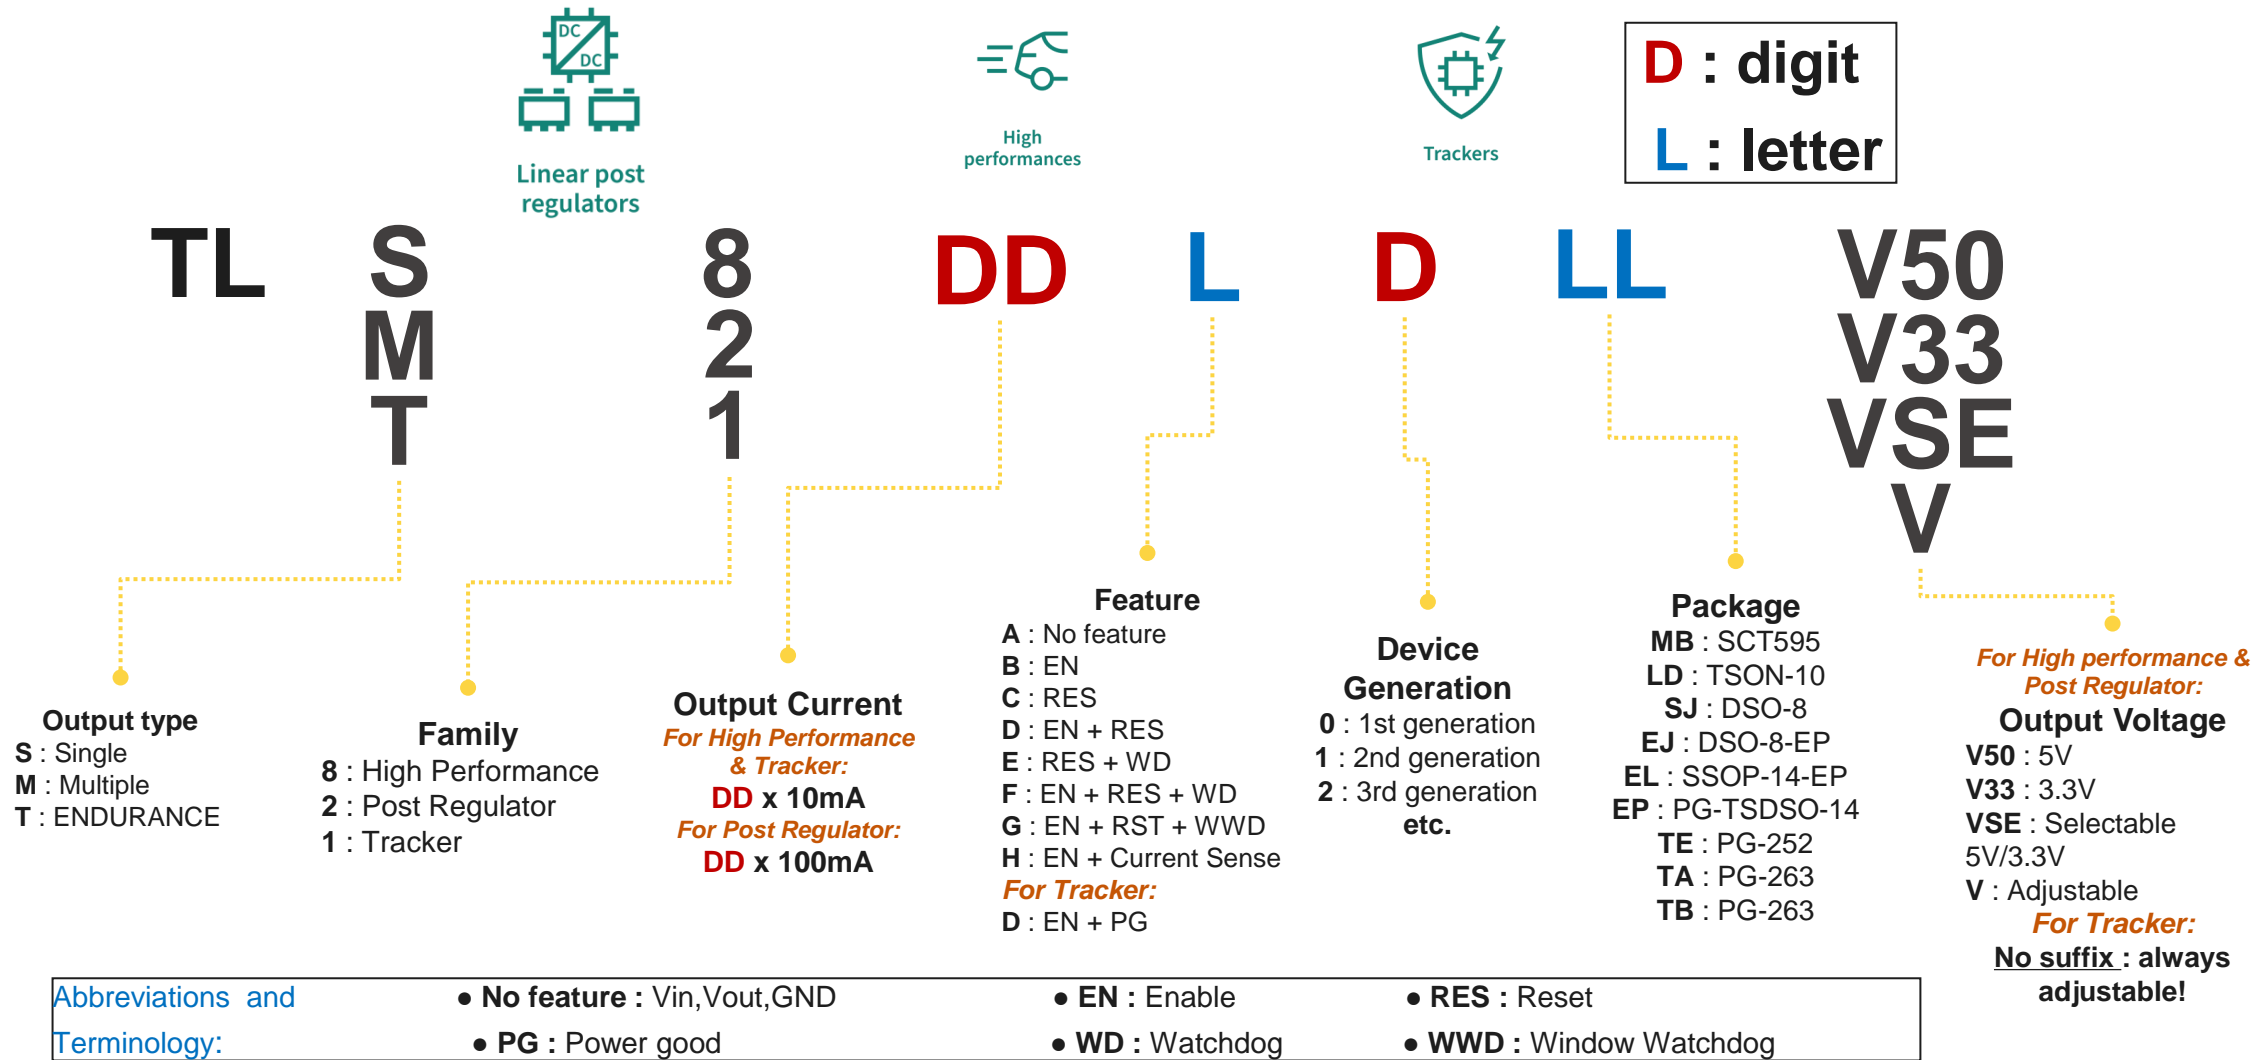 DC
DC
Linear post
regulators
High
performances
Trackers
D : digit
L : letter
TL S 8 DD L D LL V50
M 2 V33
T 1 VSE
V
Output type
S : Single
M : Multiple
T : ENDURANCE
Family
8 : High Performance
2 : Post Regulator
1 : Tracker
Output Current
For High Performance
& Tracker:
DD x 10mA
For Post Regulator:
DD x 100mA
Feature
A : No feature
B : EN
C : RES
D : EN + RES
E : RES + WD
F : EN + RES + WD
G : EN + RST + WWD
H : EN + Current Sense
For Tracker:
D : EN + PG
Device
Generation
0 : 1st generation
1 : 2nd generation
2 : 3rd generation
etc.
Package
MB : SCT595
LD : TSON-10
SJ : DSO-8
EJ : DSO-8-EP
EL : SSOP-14-EP
EP : PG-TSDSO-14
TE : PG-252
TA : PG-263
TB : PG-263
For High performance &
Post Regulator:
Output Voltage
V50 : 5V
V33 : 3.3V
VSE : Selectable
5V/3.3V
V : Adjustable
For Tracker:
No suffix : always
adjustable!
Abbreviations and ● No feature : Vin,Vout,GND ● EN : Enable ● RES : Reset
Terminology: ● PG : Power good ● WD : Watchdog ● WWD : Window Watchdog